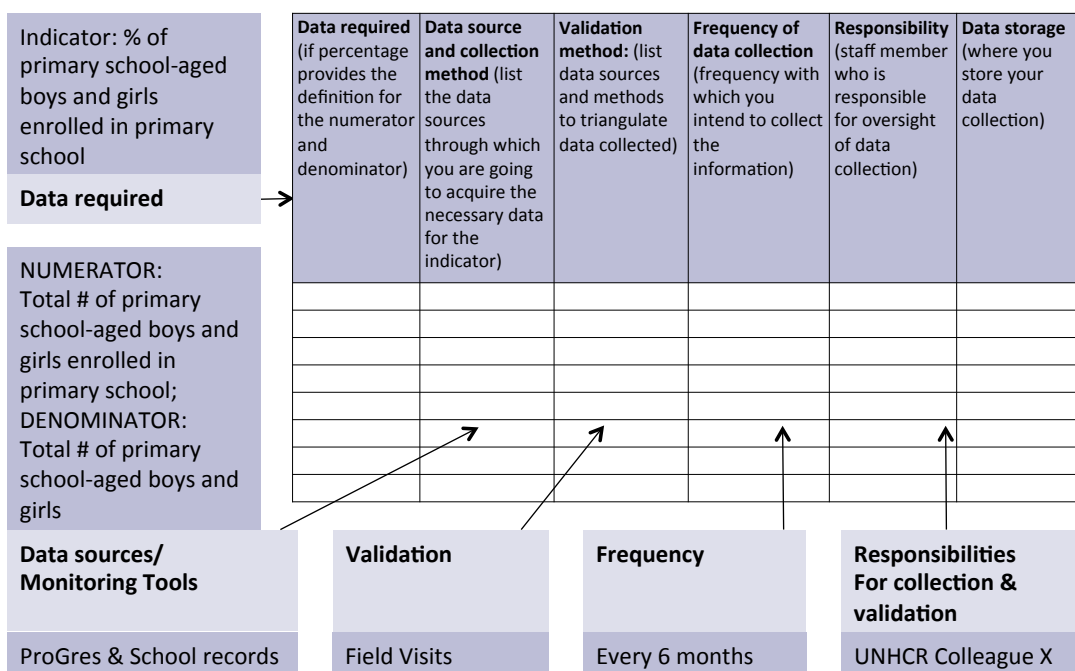 Indicator: % of
primary school-aged
boys and girls
enrolled in primary
school
Data required
NUMERATOR:
Total # of primary
school-aged boys and
girls enrolled in
primary school;
DENOMINATOR:
Total # of primary
school-aged boys and
girls
Data required
(if percentage
provides the
definition for
the numerator
and
denominator)
Data source
and collection
method (list
the data
sources
through which
you are going
to acquire the
necessary data
for the
indicator)
Validation
method: (list
data sources
and methods
to triangulate
data collected)
Frequency of
data collection
(frequency with
which you
intend to collect
the
information)
Responsibility
(staff member
who is
responsible
for oversight
of data
collection)
Data storage
(where you
store your
data
collection)
Data sources/
Monitoring Tools
ProGres & School records
Validation
Field Visits
Frequency
Every 6 months
Responsibilities
For collection &
validation
UNHCR Colleague X